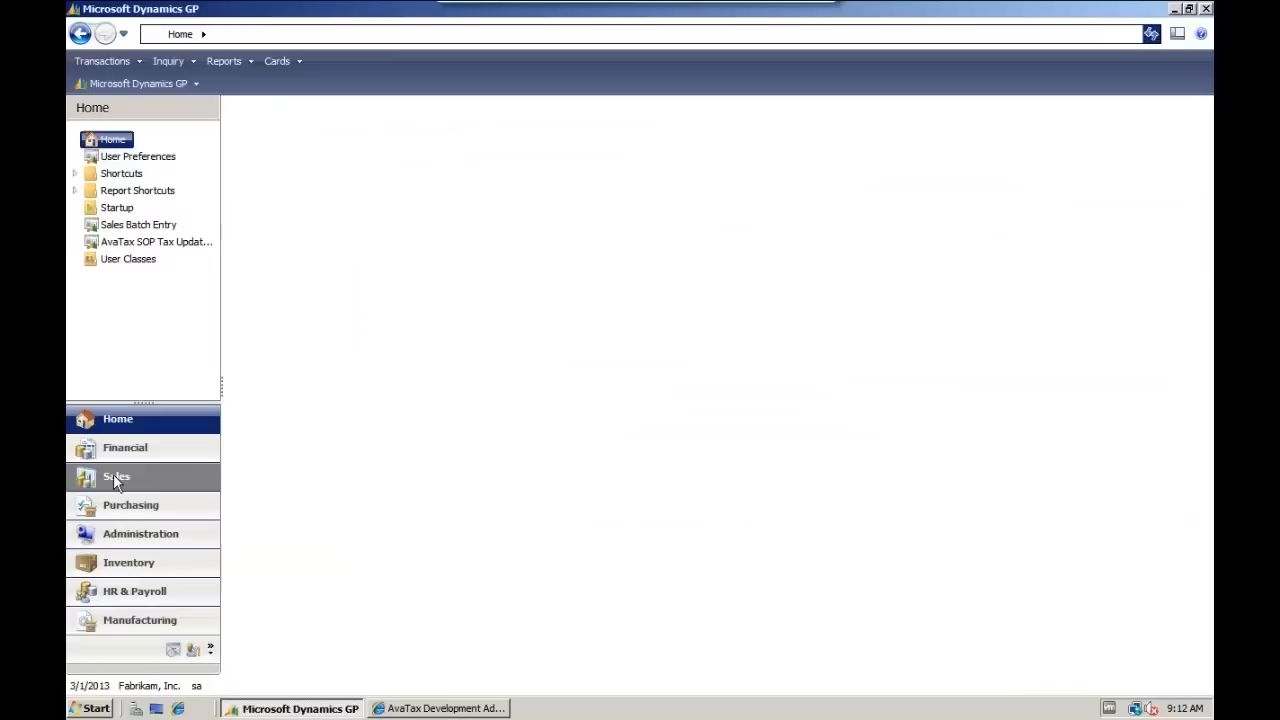 Microsoft Dynamics GP
Home
Transactions Inquiry Reports Cards
Microsoft Dynamics GP
Home
Home
User Preferences
Shortcuts
Report Shortcuts
Startup
Sales Batch Entry
AvaTax SOP Tax Updat...
User Classes
Home
Financial
Sales
Purchasing
Administration
Inventory
HR & Payroll
Manufacturing
3/1/2013 Fabrikam, Inc. sa
Start Microsoft Dynamics GP AvaTax Development Ad... 9:12 AM